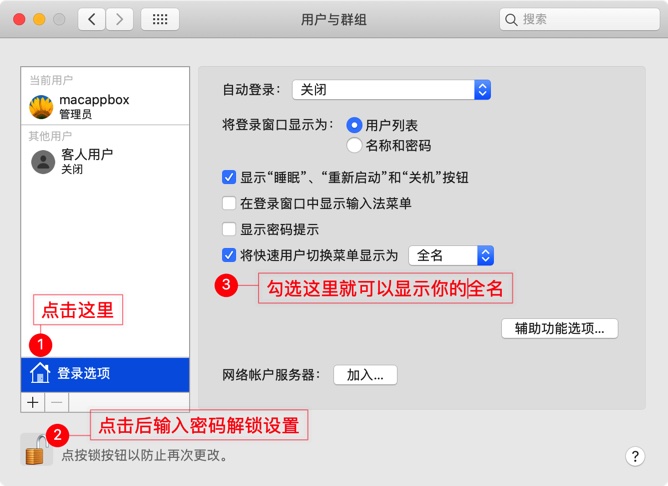 用户与群组
搜索
当前用户
macappbox
管理员
其他用户
客人用户
关闭
点击这里
1
登录选项
自动登录： 关闭
将登录窗口显示为： 用户列表
名称和密码
显示“睡眠”、“重新启动”和“关机”按钮
在登录窗口中显示输入法菜单
显示密码提示
将快速用户切换菜单显示为 全名
3 勾选这里就可以显示你的全名
辅助功能选项...
网络帐户服务器： 加入...
2 点击后输入密码解锁设置
点按锁按钮以防止再次更改。
?